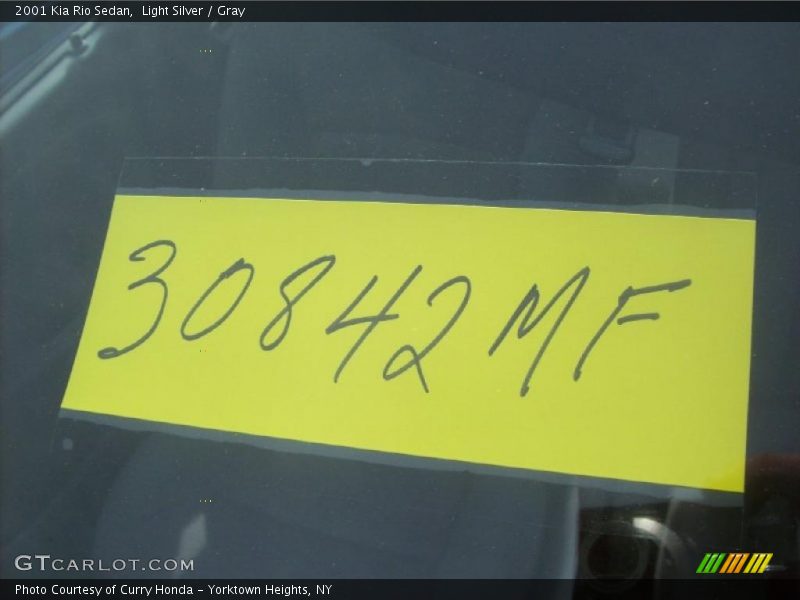 2001 Kia Rio Sedan,  Light Silver / Gray
30842MF
GTCARLOT.COM
Photo Courtesy of Curry Honda – Yorktown Heights, NY